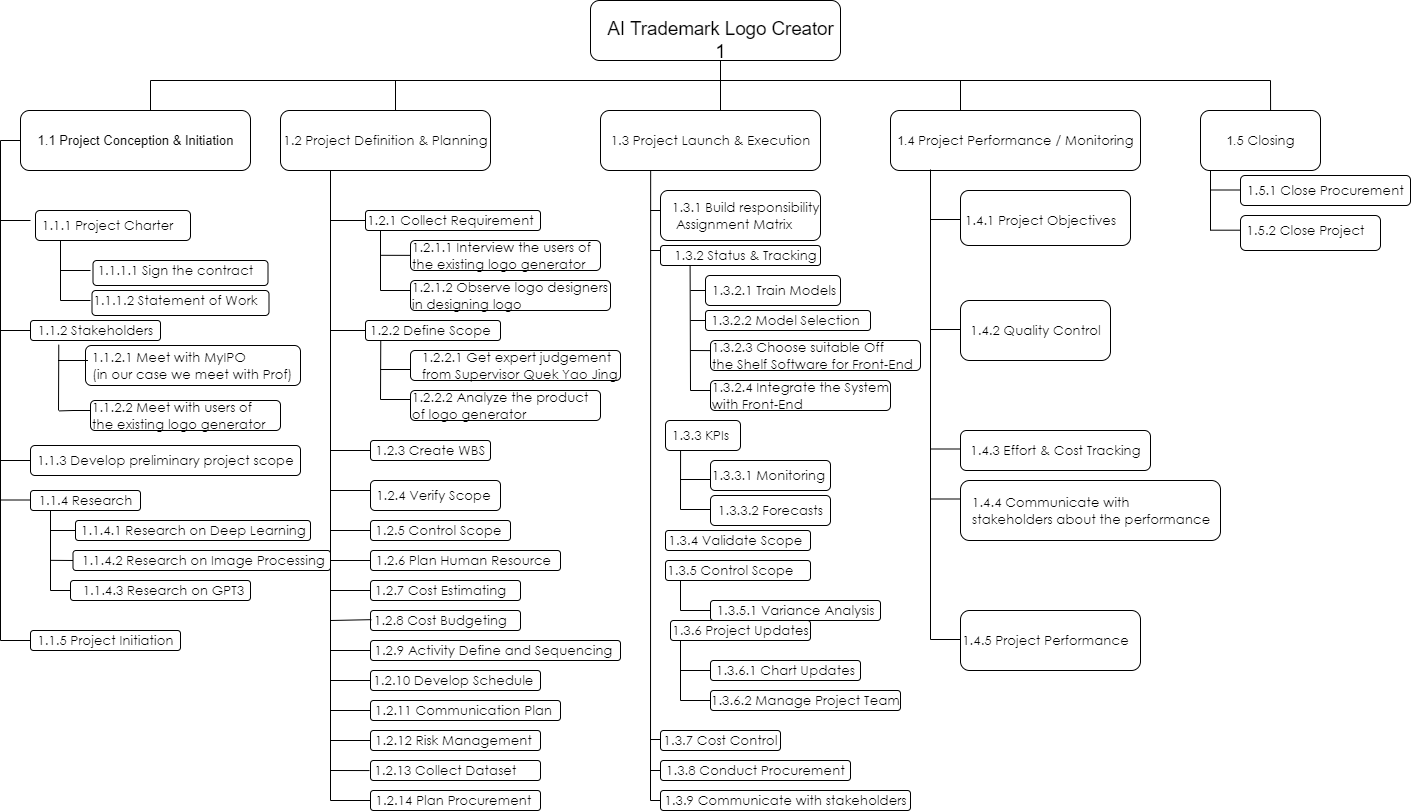 AI Trademark Logo Creator
1
1.1 Project Conception & Initiation
1.1.1 Project Charter
1.1.1.1 Sign the contract
1.1.1.2 Statement of Work
1.1.2 Stakeholders
1.1.2.1 Meet with MyIPO
(in our case we meet with Prof)
1.1.2.2 Meet with users of
the existing logo generator
1.1.3 Develop preliminary project scope
1.1.4 Research
1.1.4.1 Research on Deep Learning
1.1.4.2 Research on Image Processing
1.1.4.3 Research on GPT3
1.1.5 Project Initiation
1.2 Project Definition & Planning
1.2.1 Collect Requirement
1.2.1.1 Interview the users of
the existing logo generator
1.2.1.2 Observe logo designers
in designing logo
1.2.2 Define Scope
1.2.2.1 Get expert judgement
from Supervisor Quek Yao Jing
1.2.2.2 Analyze the product
of logo generator
1.2.3 Create WBS
1.2.4 Verify Scope
1.2.5 Control Scope
1.2.6 Plan Human Resource
1.2.7 Cost Estimating
1.2.8 Cost Budgeting
1.2.9 Activity Define and Sequencing
1.2.10 Develop Schedule
1.2.11 Communication Plan
1.2.12 Risk Management
1.2.13 Collect Dataset
1.2.14 Plan Procurement
1.3 Project Launch & Execution
1.3.1 Build responsibility
Assignment Matrix
1.3.2 Status & Tracking
1.3.2.1 Train Models
1.3.2.2 Model Selection
1.3.2.3 Choose suitable Off
the Shelf Software for Front-End
1.3.2.4 Integrate the System
with Front-End
1.3.3 KPIs
1.3.3.1 Monitoring
1.3.3.2 Forecasts
1.3.4 Validate Scope
1.3.5 Control Scope
1.3.5.1 Variance Analysis
1.3.6 Project Updates
1.3.6.1 Chart Updates
1.3.6.2 Manage Project Team
1.3.7 Cost Control
1.3.8 Conduct Procurement
1.3.9 Communicate with stakeholders
1.4 Project Performance / Monitoring
1.4.1 Project Objectives
1.4.2 Quality Control
1.4.3 Effort & Cost Tracking
1.4.4 Communicate with
stakeholders about the performance
1.4.5 Project Performance
1.5 Closing
1.5.1 Close Procurement
1.5.2 Close Project